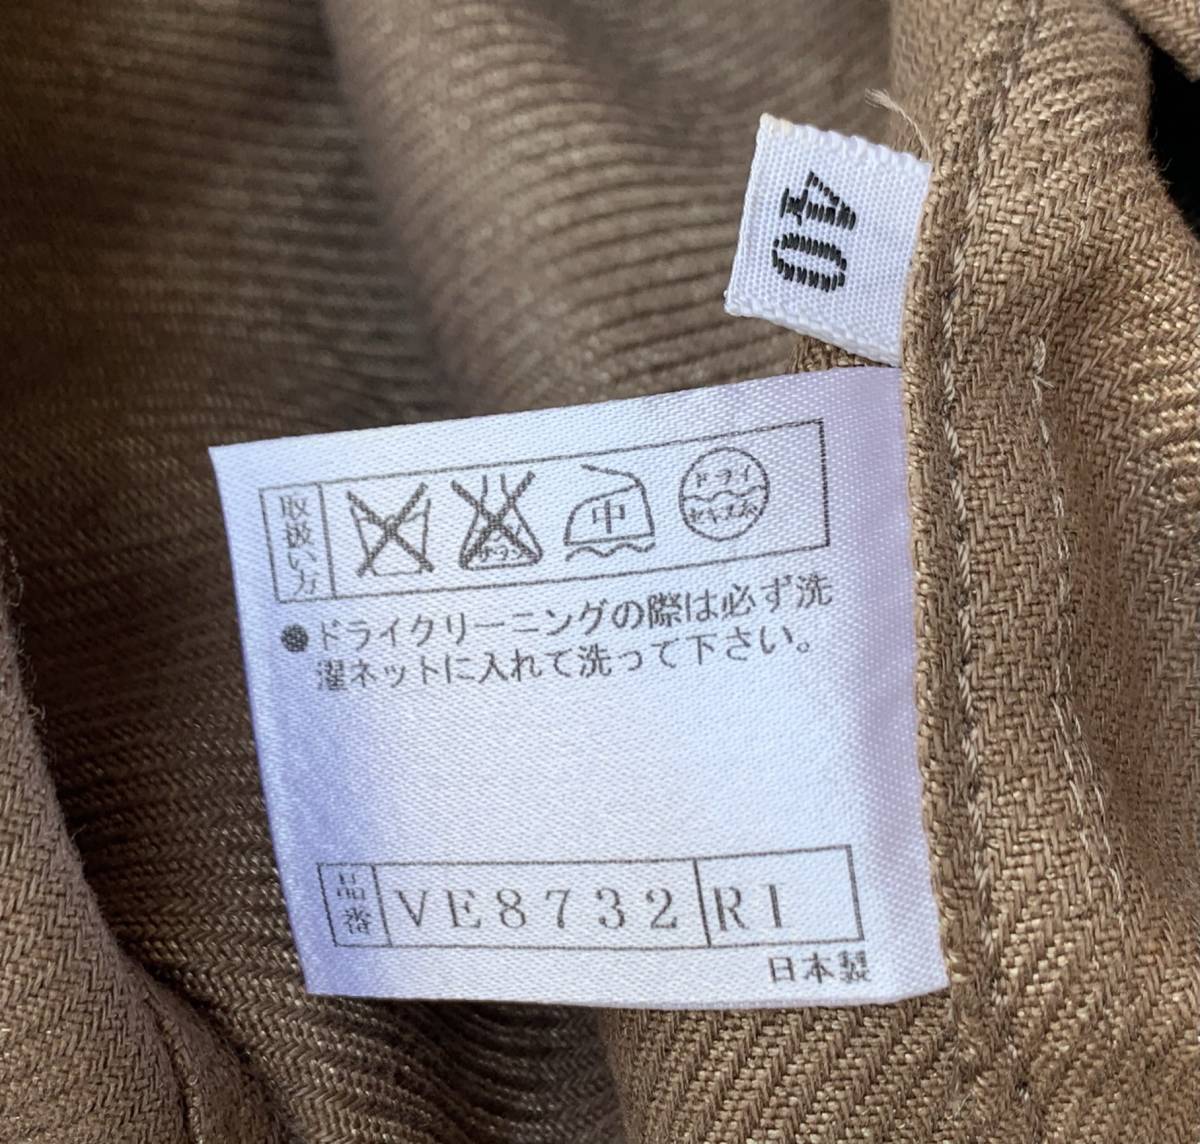 40
取扱い方
中
ドライ
セキユ系
●ドライクリーニングの際は必ず洗
濯ネットに入れて洗って下さい。
品番 VE8732 RI
日本製